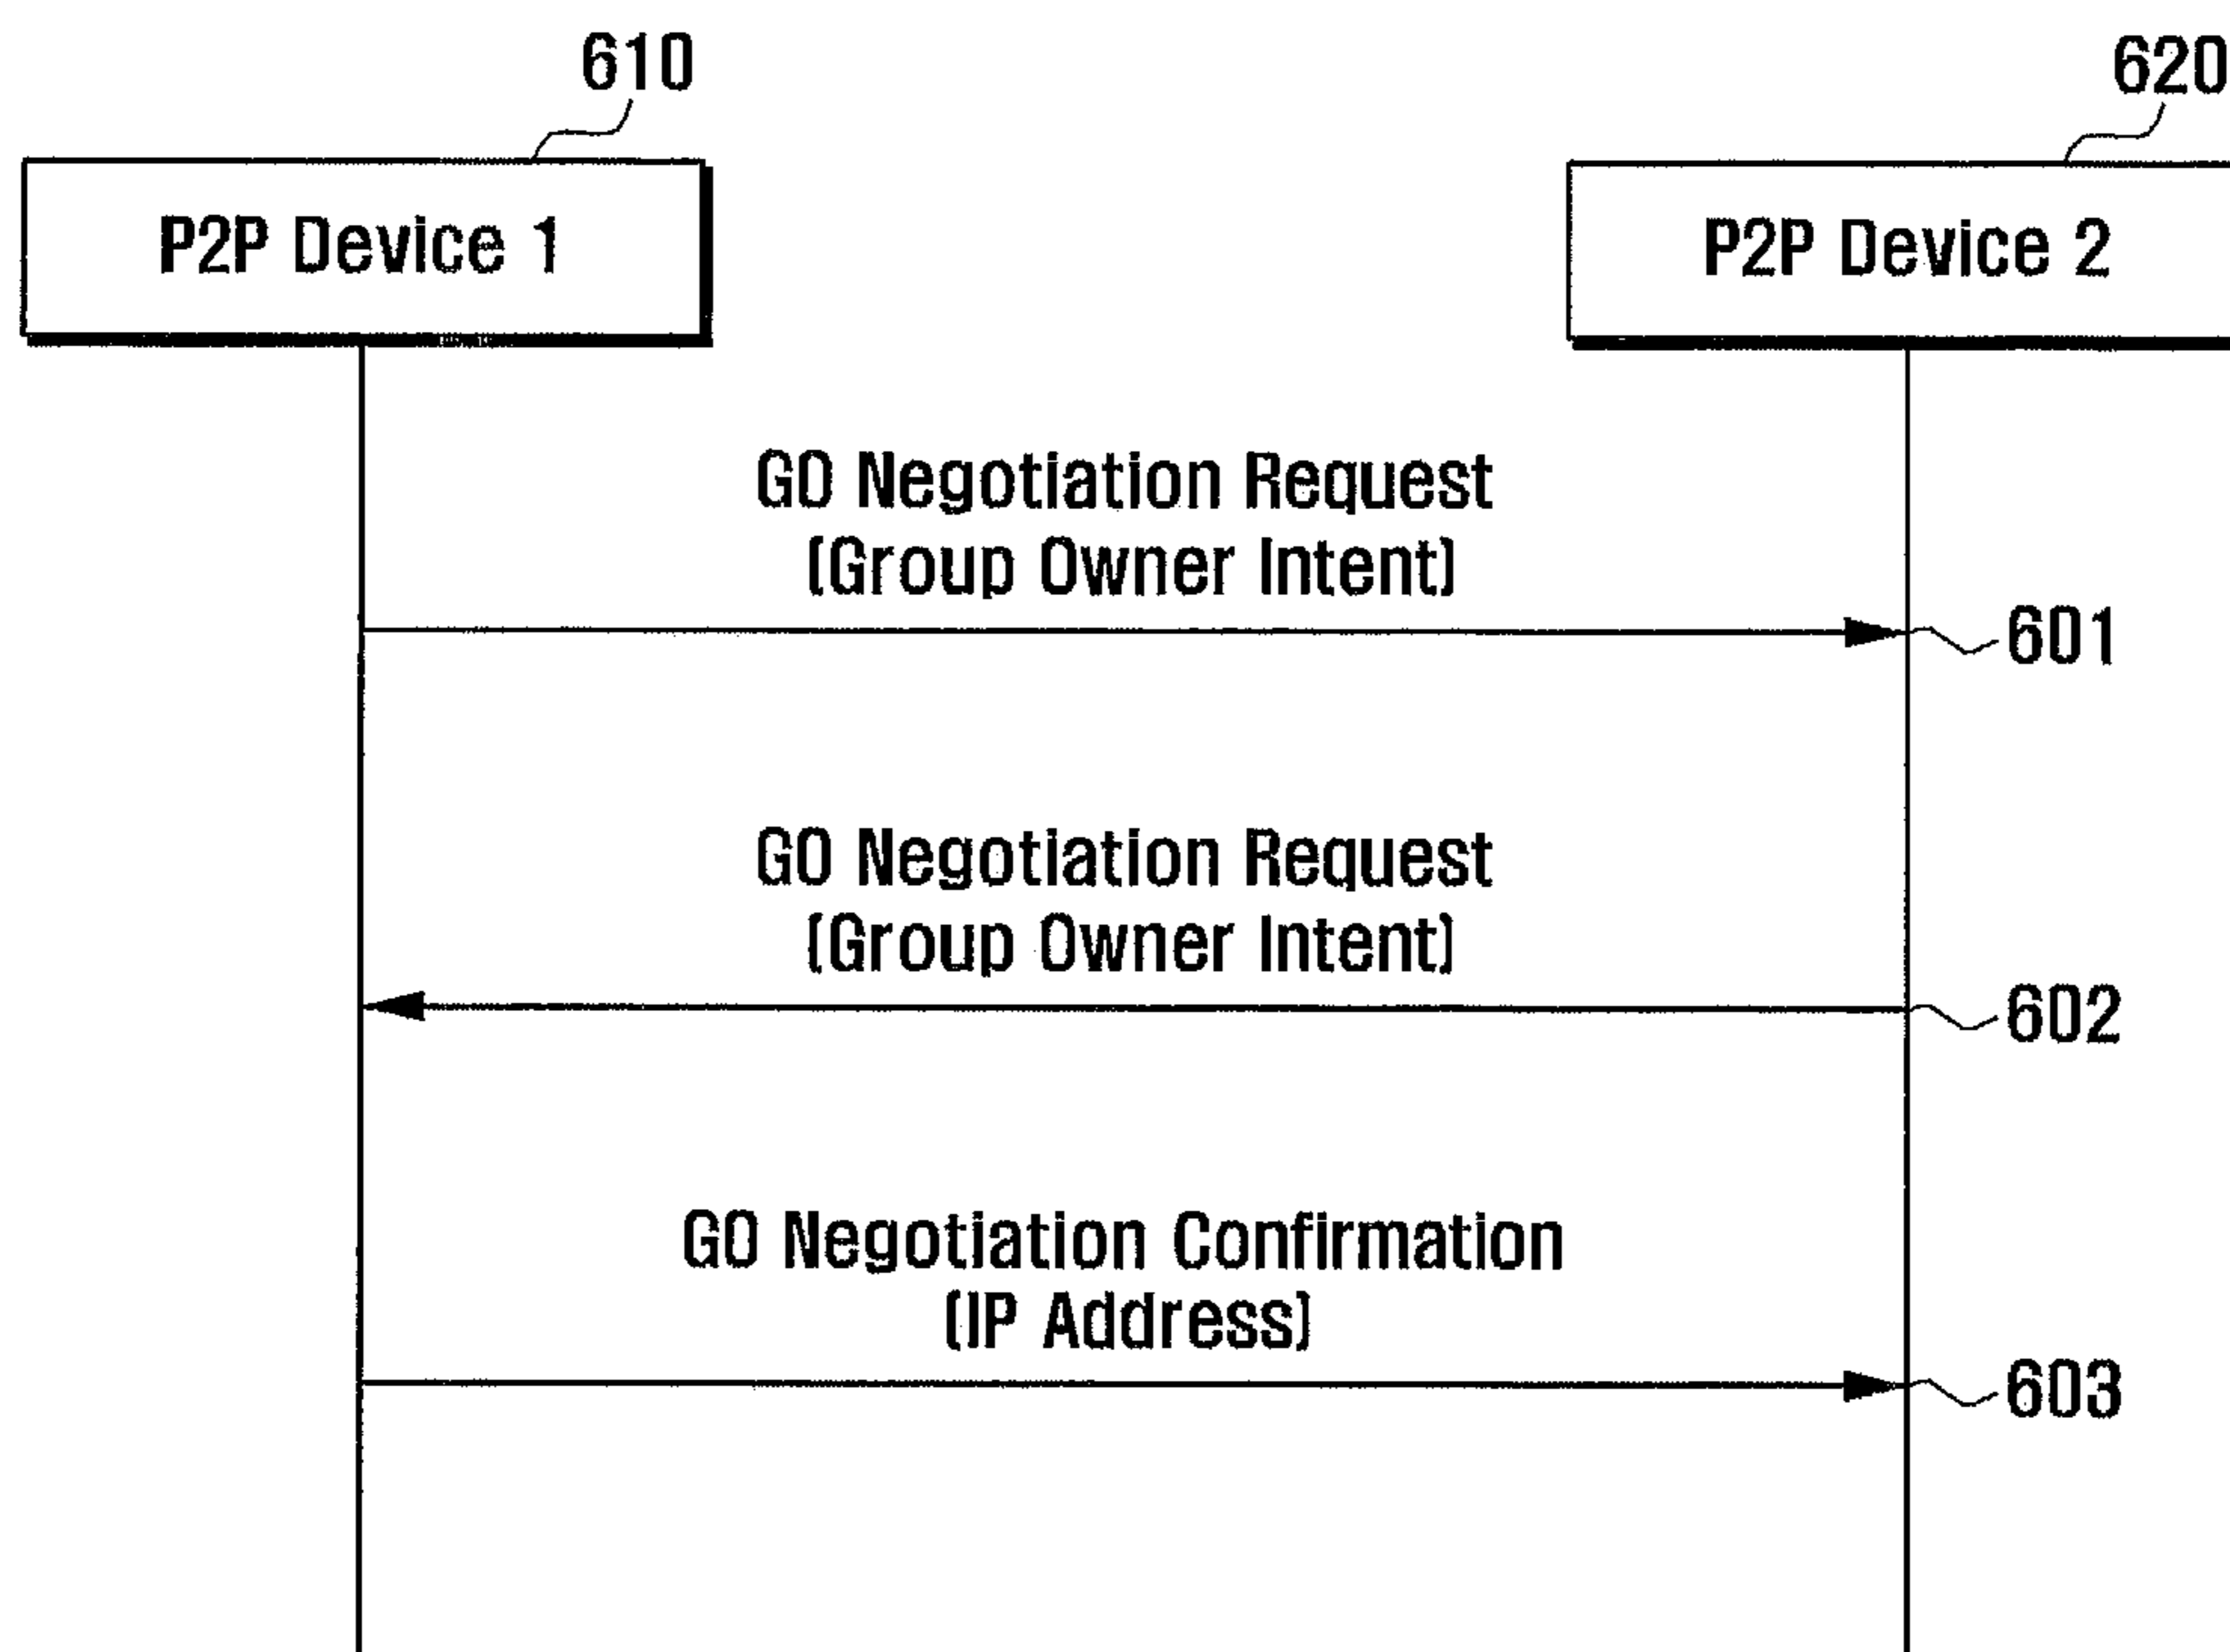 610
620
P2P Device 1
P2P Device 2
GO Negotiation Request
(Group Owner Intent)
601
GO Negotiation Request
(Group Owner Intent)
602
GO Negotiation Confirmation
(IP Address)
603